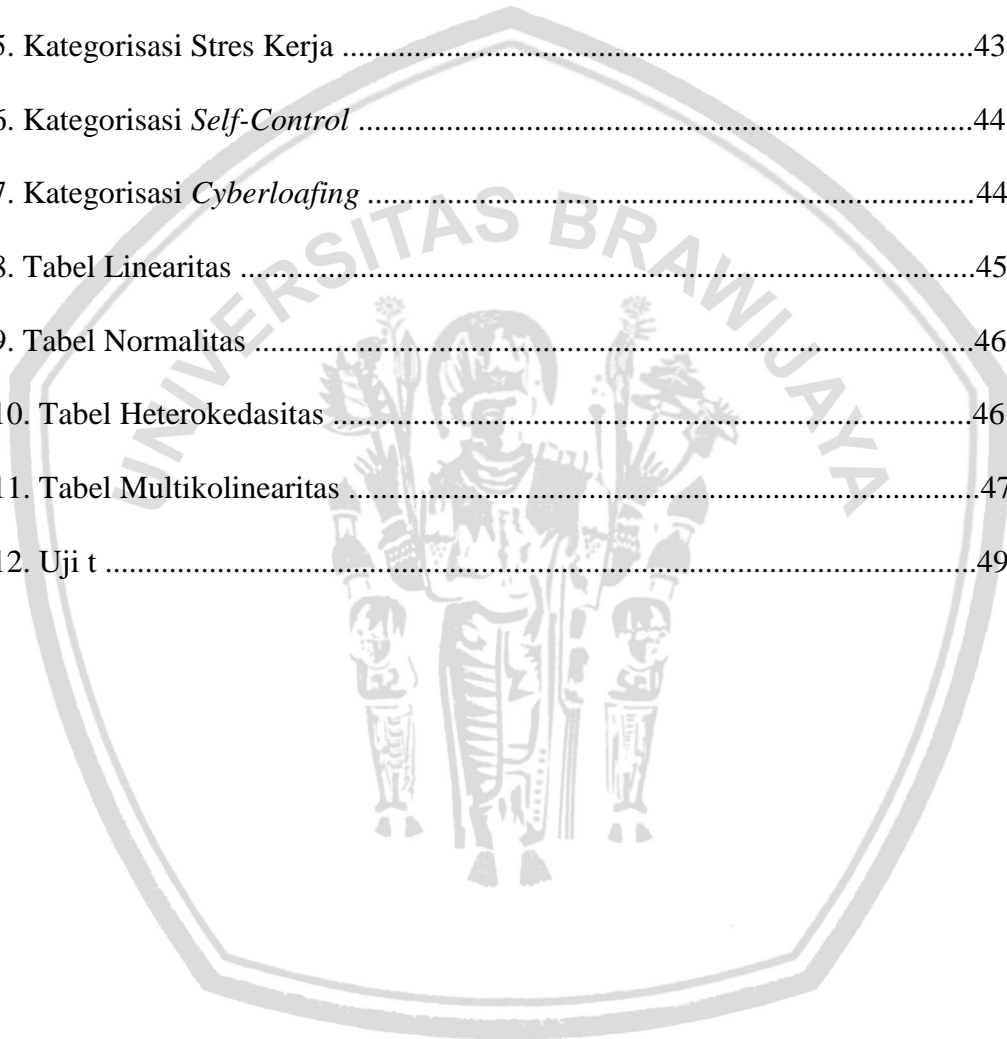 5. Kategorisasi Stres Kerja ....................................................................................43
6. Kategorisasi Self-Control ..................................................................................44
7. Kategorisasi Cyberloafing .................................................................................44
8. Tabel Linearitas ..................................................................................................45
9. Tabel Normalitas ................................................................................................46
10. Tabel Heterokedasitas .....................................................................................46
11. Tabel Multikolinearitas ....................................................................................47
12. Uji t ....................................................................................................................49
UNIVERSITAS BRAWIJAYA